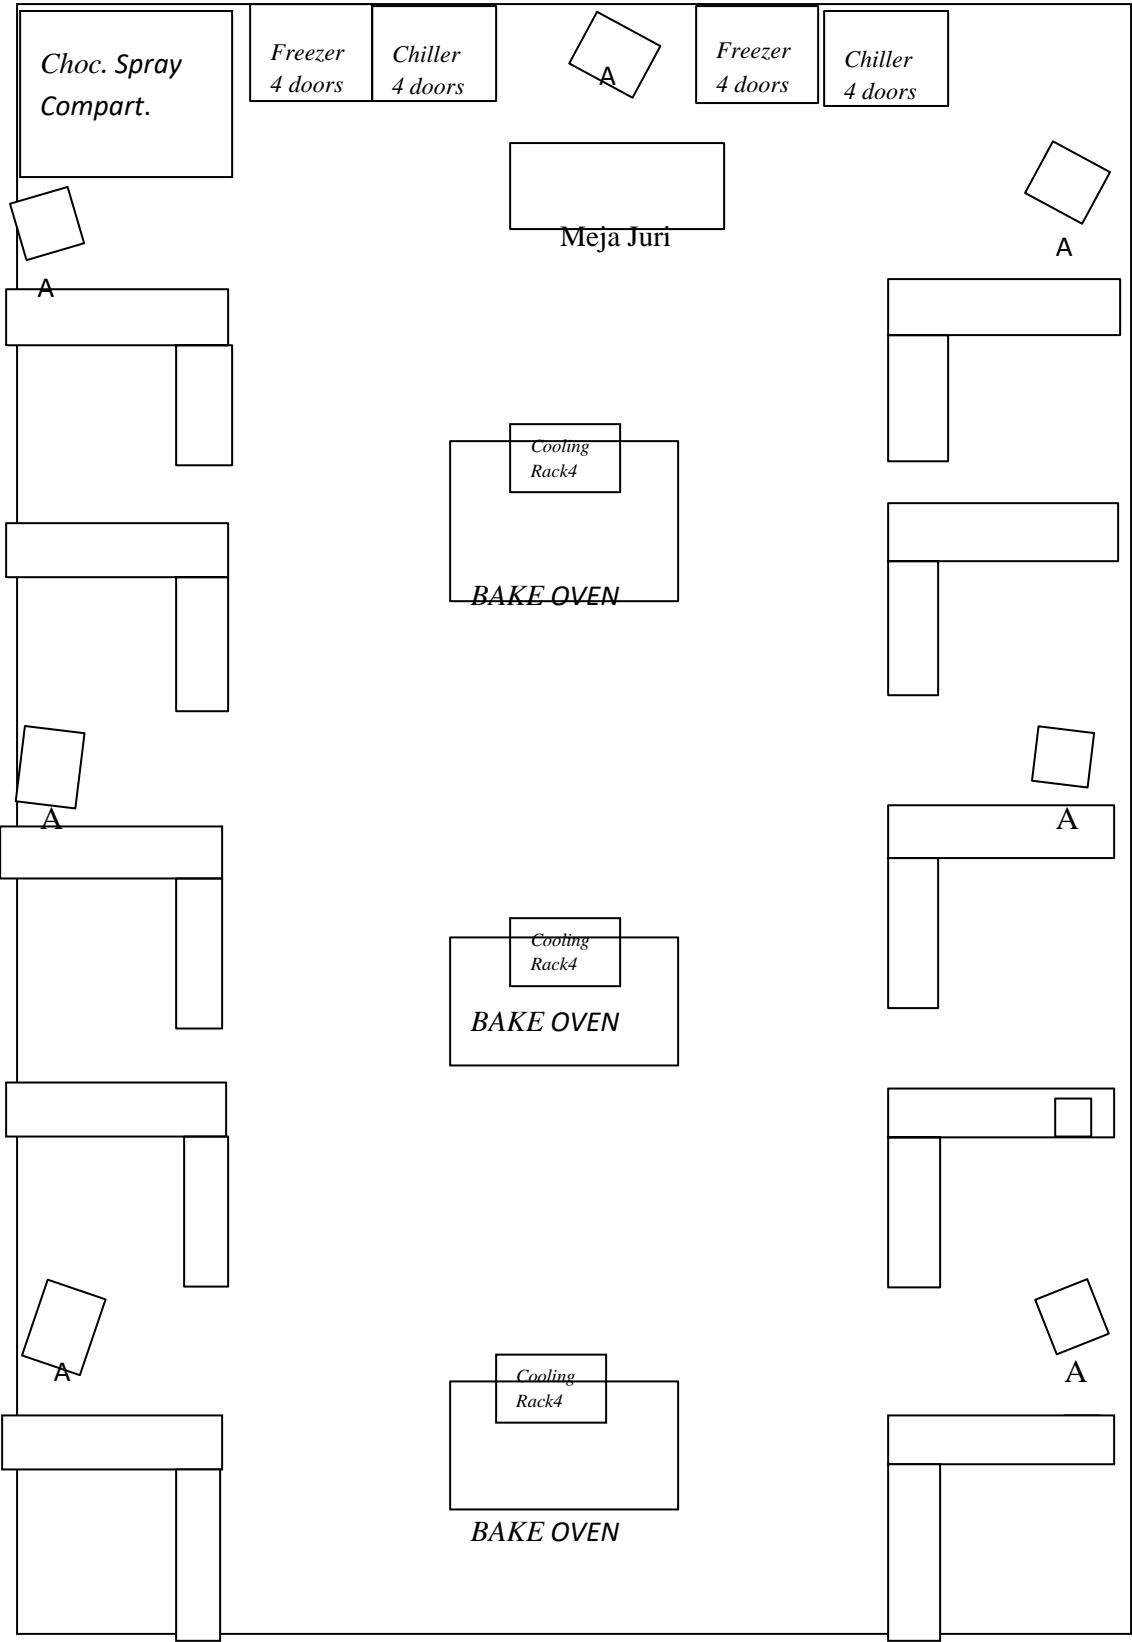 Choc. Spray
Compart.
Freezer
4 doors
Chiller
4 doors
A
Freezer
4 doors
Chiller
4 doors
Meja Juri
A
A
Cooling
Rack4
BAKE OVEN
A
A
Cooling
Rack4
BAKE OVEN
A
A
Cooling
Rack4
BAKE OVEN